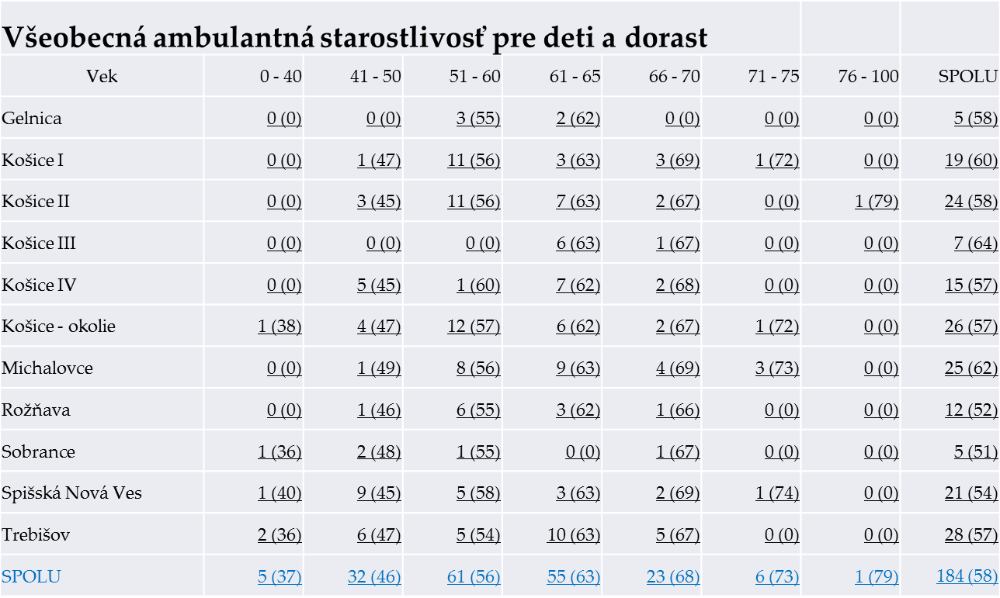 Všeobecná ambulantná starostlivosť pre deti a dorast
Vek 0 - 40 41 - 50 51 - 60 61 - 65 66 - 70 71 - 75 76 - 100 SPOLU
Gelnica 0 (0) 0 (0) 3 (55) 2 (62) 0 (0) 0 (0) 0 (0) 5 (58)
Košice I 0 (0) 1 (47) 11 (56) 3 (63) 3 (69) 1 (72) 0 (0) 19 (60)
Košice II 0 (0) 3 (45) 11 (56) 7 (63) 2 (67) 0 (0) 1 (79) 24 (58)
Košice III 0 (0) 0 (0) 0 (0) 6 (63) 1 (67) 0 (0) 0 (0) 7 (64)
Košice IV 0 (0) 5 (45) 1 (60) 7 (62) 2 (68) 0 (0) 0 (0) 15 (57)
Košice - okolie 1 (38) 4 (47) 12 (57) 6 (62) 2 (67) 1 (72) 0 (0) 26 (57)
Michalovce 0 (0) 1 (49) 8 (56) 9 (63) 4 (69) 3 (73) 0 (0) 25 (62)
Rožňava 0 (0) 1 (46) 6 (55) 3 (62) 1 (66) 0 (0) 0 (0) 12 (52)
Sobrance 1 (36) 2 (48) 1 (55) 0 (0) 1 (67) 0 (0) 0 (0) 5 (51)
Spišská Nová Ves 1 (40) 9 (45) 5 (58) 3 (63) 2 (69) 1 (74) 0 (0) 21 (54)
Trebišov 2 (36) 6 (47) 5 (54) 10 (63) 5 (67) 0 (0) 0 (0) 28 (57)
SPOLU 5 (37) 32 (46) 61 (56) 55 (63) 23 (68) 6 (73) 1 (79) 184 (58)